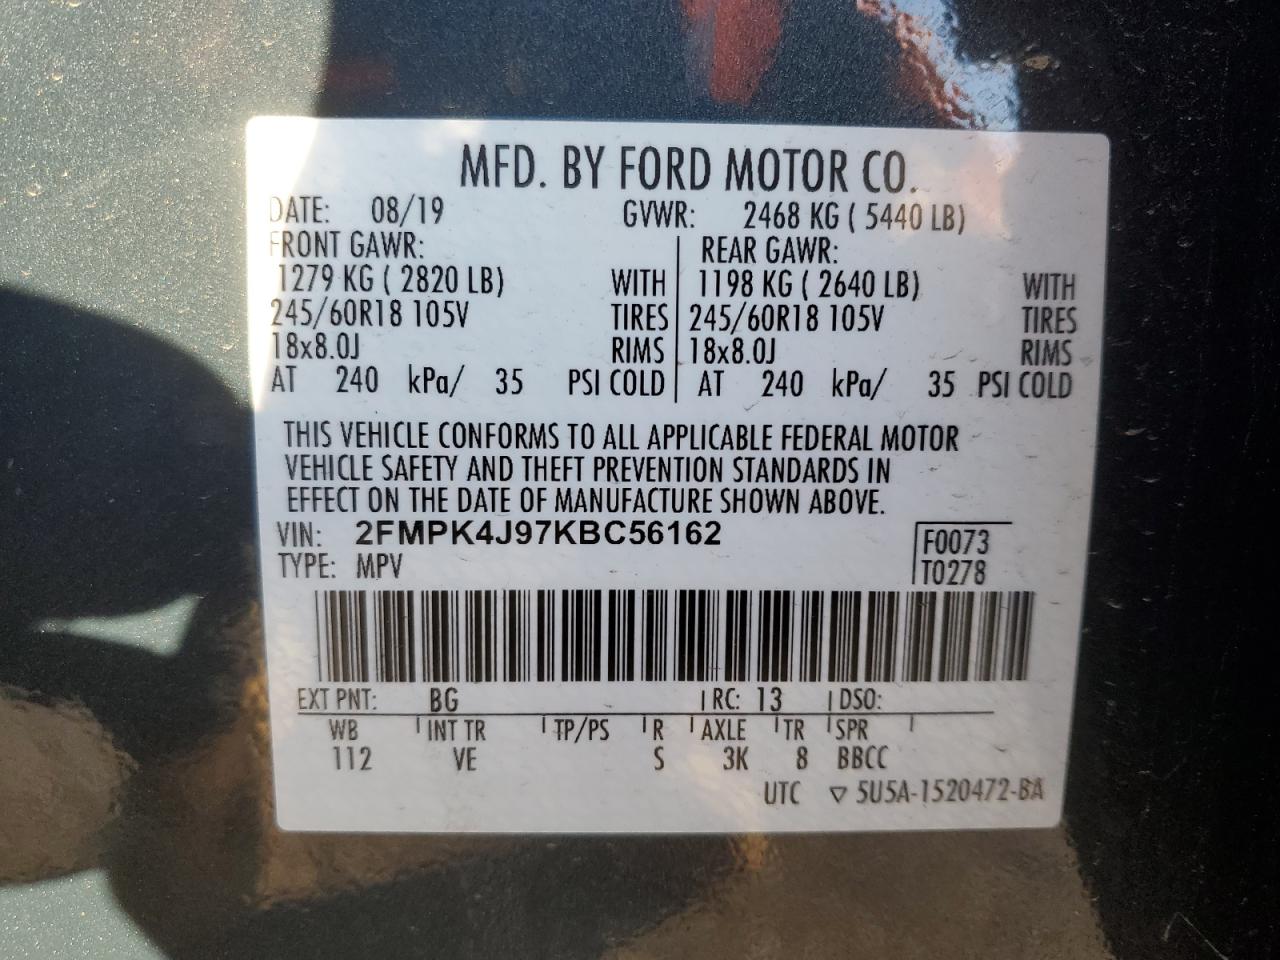 MFD. BY FORD MOTOR CO.
DATE: 08/19 GVWR: 2468 KG ( 5440 LB)
FRONT GAWR: REAR GAWR:
1279 KG ( 2820 LB) WITH 1198 KG ( 2640 LB) WITH
245/60R18 105V TIRES 245/60R18 105V TIRES
18x8.0J RIMS 18x8.0J RIMS
AT 240 kPa/ 35 PSI COLD AT 240 kPa/ 35 PSI COLD
THIS VEHICLE CONFORMS TO ALL APPLICABLE FEDERAL MOTOR
VEHICLE SAFETY AND THEFT PREVENTION STANDARDS IN
EFFECT ON THE DATE OF MANUFACTURE SHOWN ABOVE.
VIN: 2FMPK4J97KBC56162 F0073
TYPE: MPV T0278
EXT PNT: BG RC: 13 DSO:
WB INT TR TP/PS R AXLE TR SPR
112 VE S 3K 8 BBCC
UTC ▽ 5U5A-1520472-BA